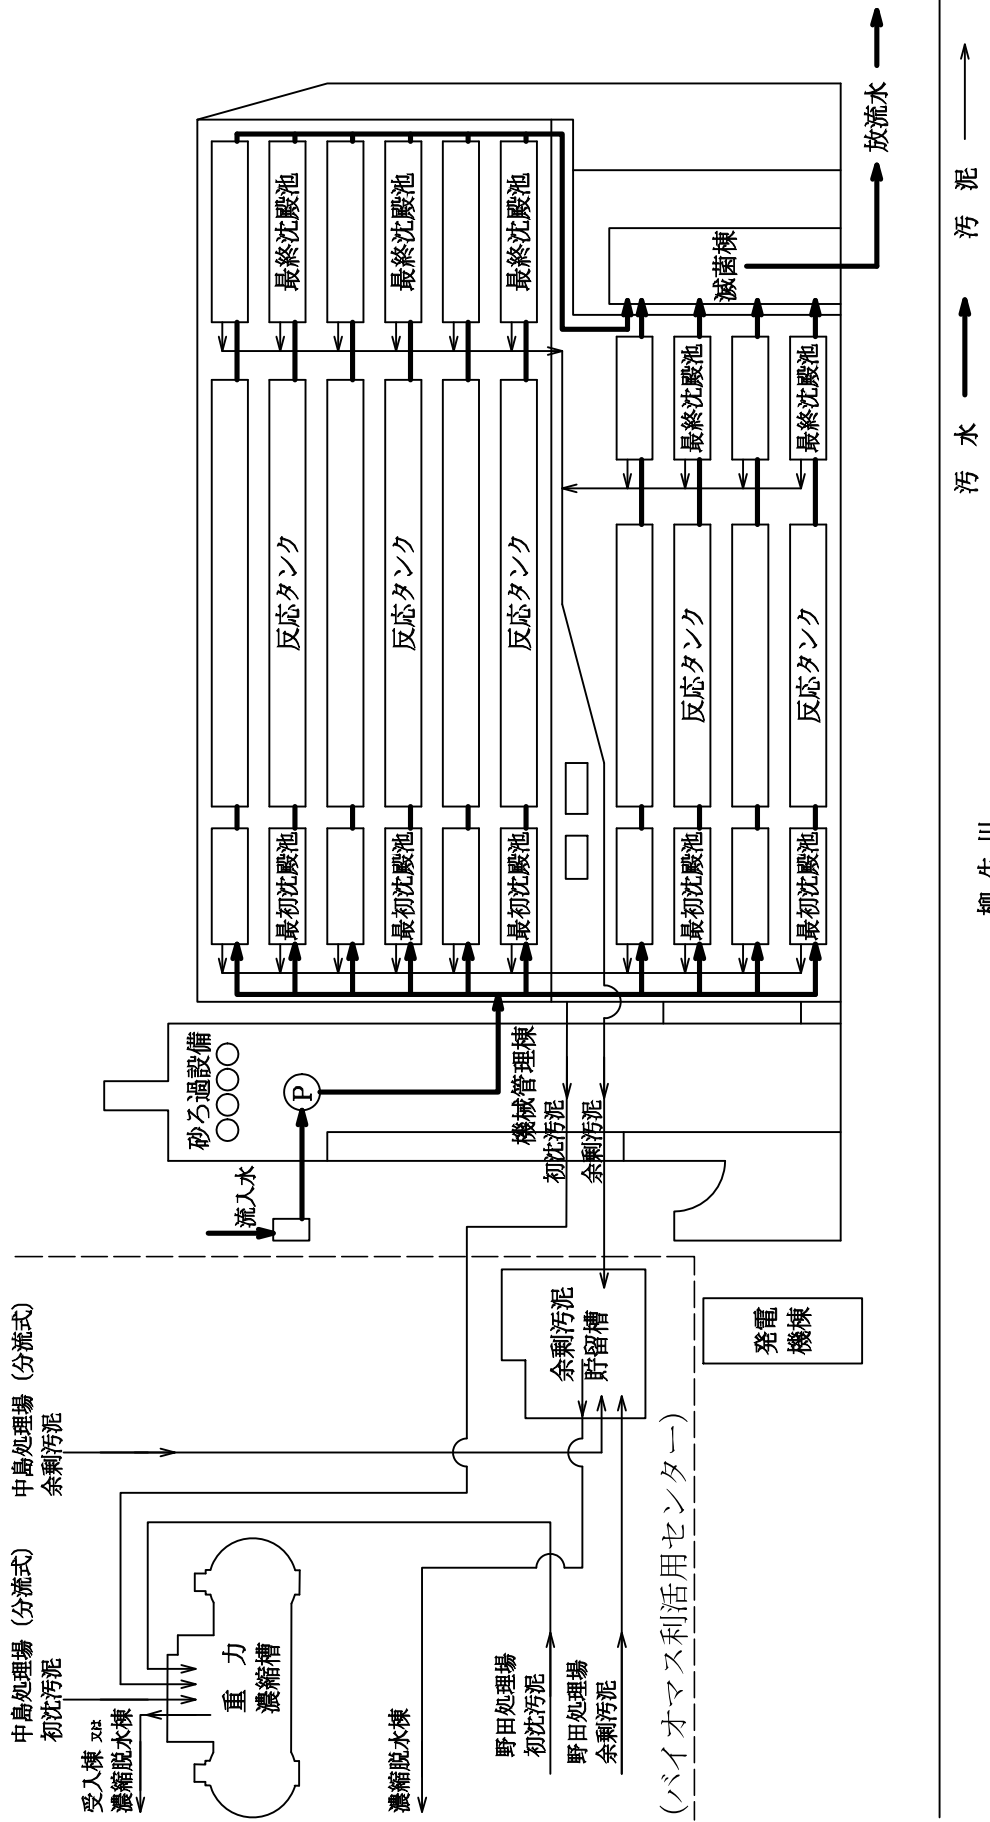 中島処理場（分流式）
初沈汚泥
中島処理場（分流式）
余剰汚泥
流入水
砂ろ過設備
P
受入棟 又は
濃縮脱水棟
重 力
濃縮槽
濃縮脱水棟
野田処理場
初沈汚泥
野田処理場
余剰汚泥
余剰汚泥
貯留槽
（バイオマス利活用センター）
発電
機棟
機械管理棟
初沈汚泥
余剰汚泥
最初沈殿池
反応タンク
最終沈殿池
最初沈殿池
反応タンク
最終沈殿池
最初沈殿池
反応タンク
最終沈殿池
最初沈殿池
反応タンク
最終沈殿池
最初沈殿池
反応タンク
最終沈殿池
滅菌棟
放流水
汚 水
汚 泥